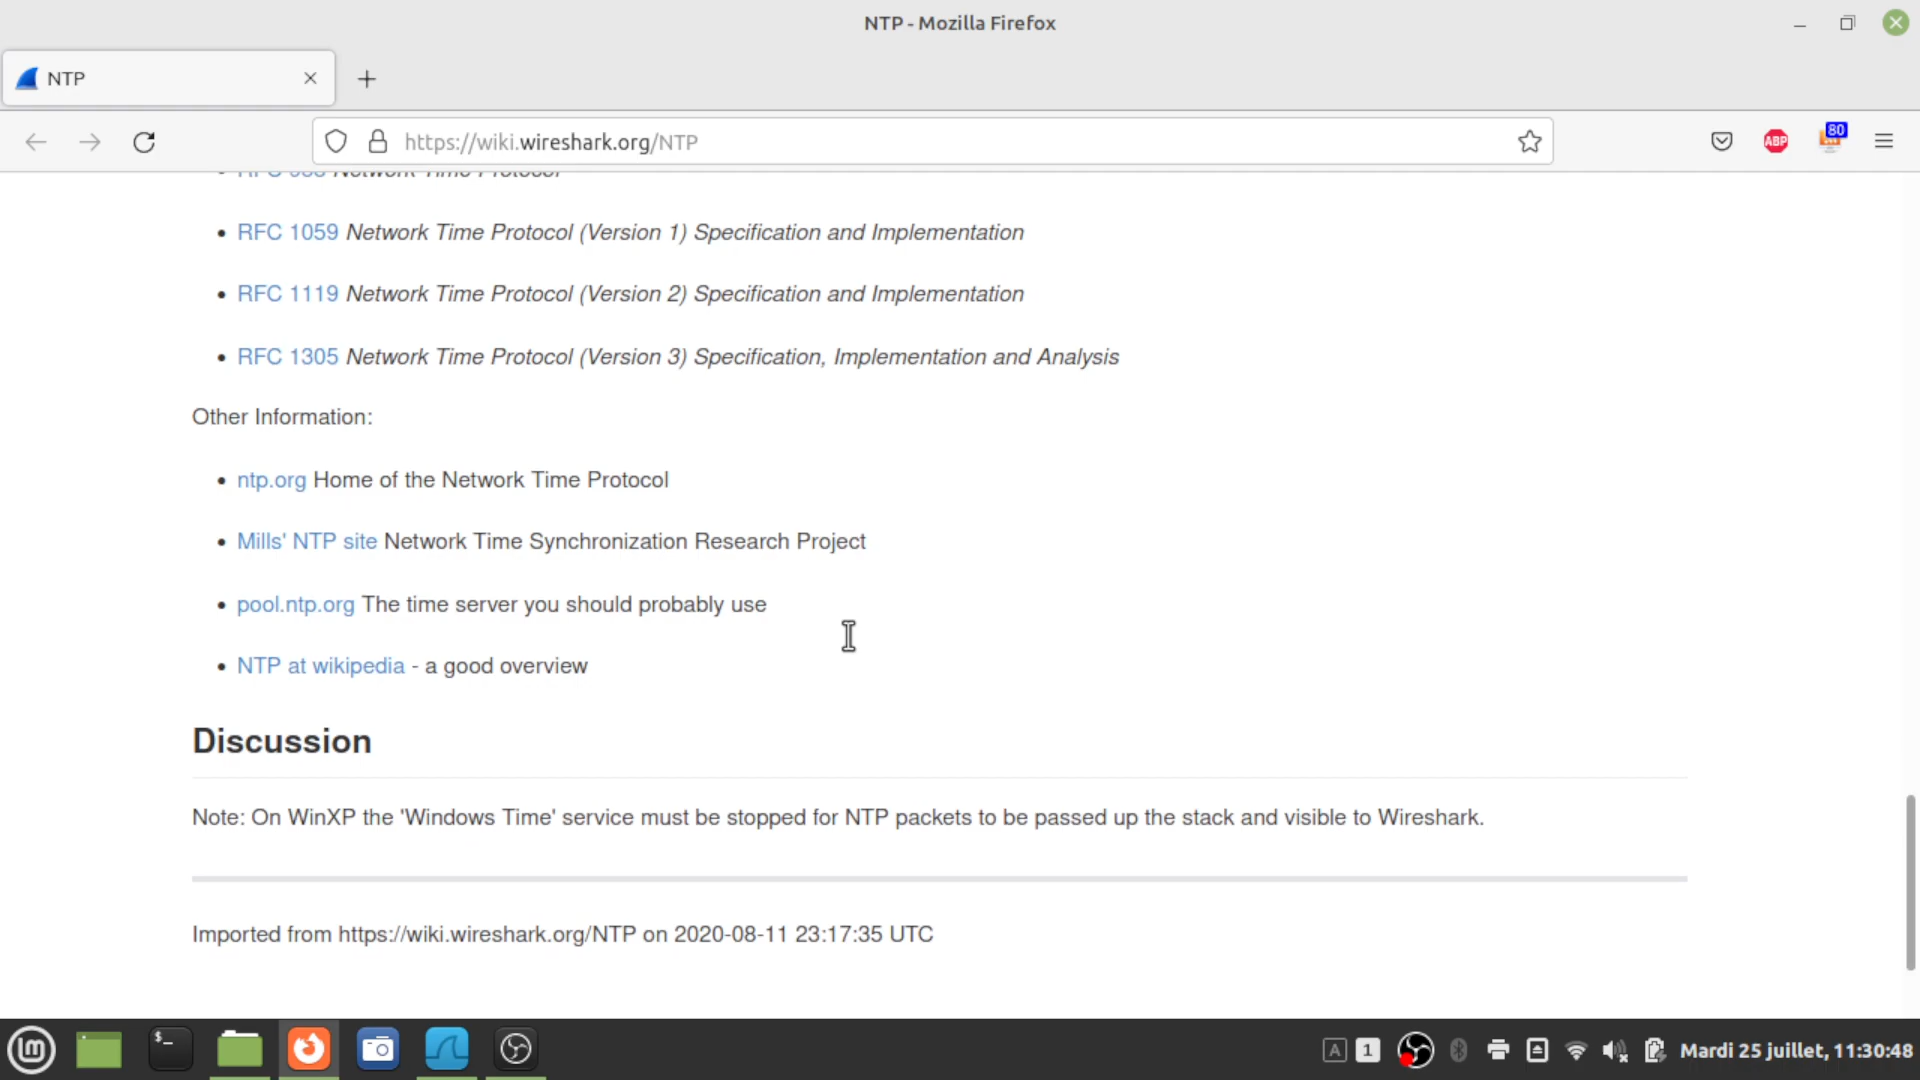 NTP - Mozilla Firefox
NTP
https://wiki.wireshark.org/NTP
ABP
80
Network Time Protocol
• RFC 1059 Network Time Protocol (Version 1) Specification and Implementation
• RFC 1119 Network Time Protocol (Version 2) Specification and Implementation
• RFC 1305 Network Time Protocol (Version 3) Specification, Implementation and Analysis
Other Information:
• ntp.org Home of the Network Time Protocol
• Mills' NTP site Network Time Synchronization Research Project
• pool.ntp.org The time server you should probably use
• NTP at wikipedia - a good overview
Discussion
Note: On WinXP the 'Windows Time' service must be stopped for NTP packets to be passed up the stack and visible to Wireshark.
Imported from https://wiki.wireshark.org/NTP on 2020-08-11 23:17:35 UTC
A 1 Mardi 25 juillet, 11:30:48